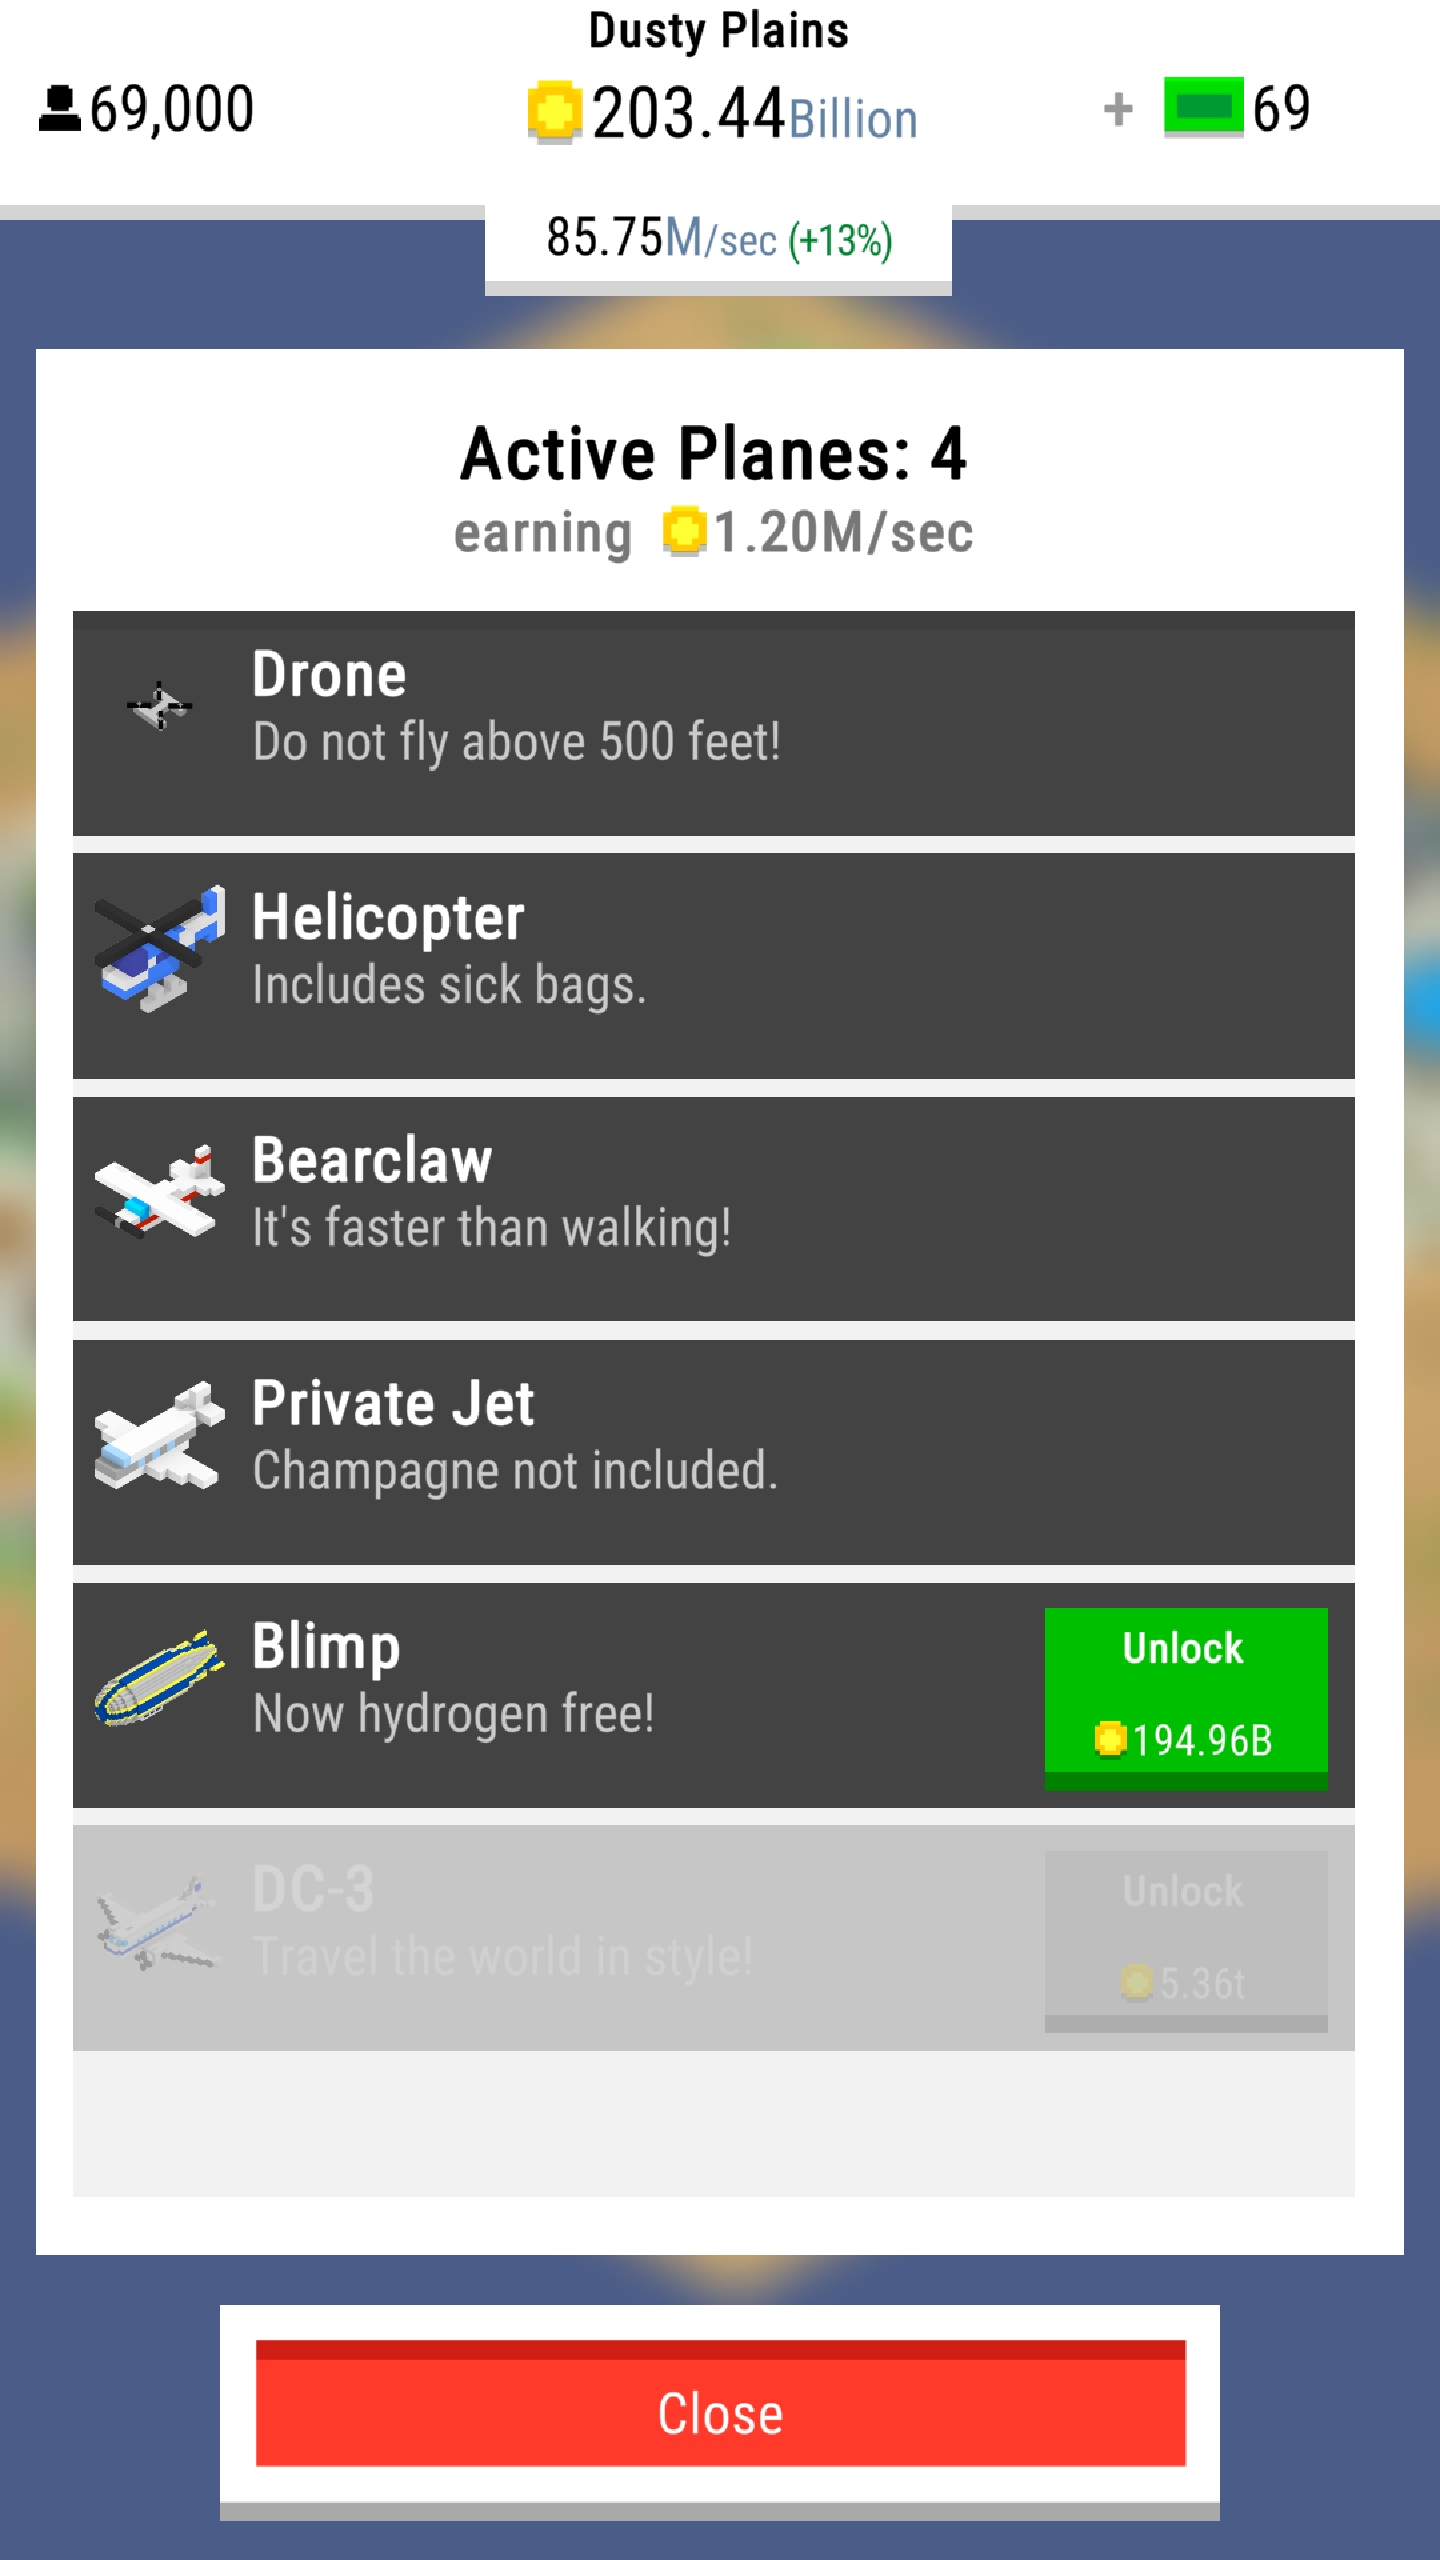 Dusty Plains
69,000
203.44Billion
+ 69
85.75M/sec (+13%)
Active Planes: 4
earning 1.20M/sec
Drone
Do not fly above 500 feet!
Helicopter
Includes sick bags.
Bearclaw
It's faster than walking!
Private Jet
Champagne not included.
Blimp
Now hydrogen free!
Unlock
194.96B
DC-3
Travel the world in style!
Unlock
5.36t
Close